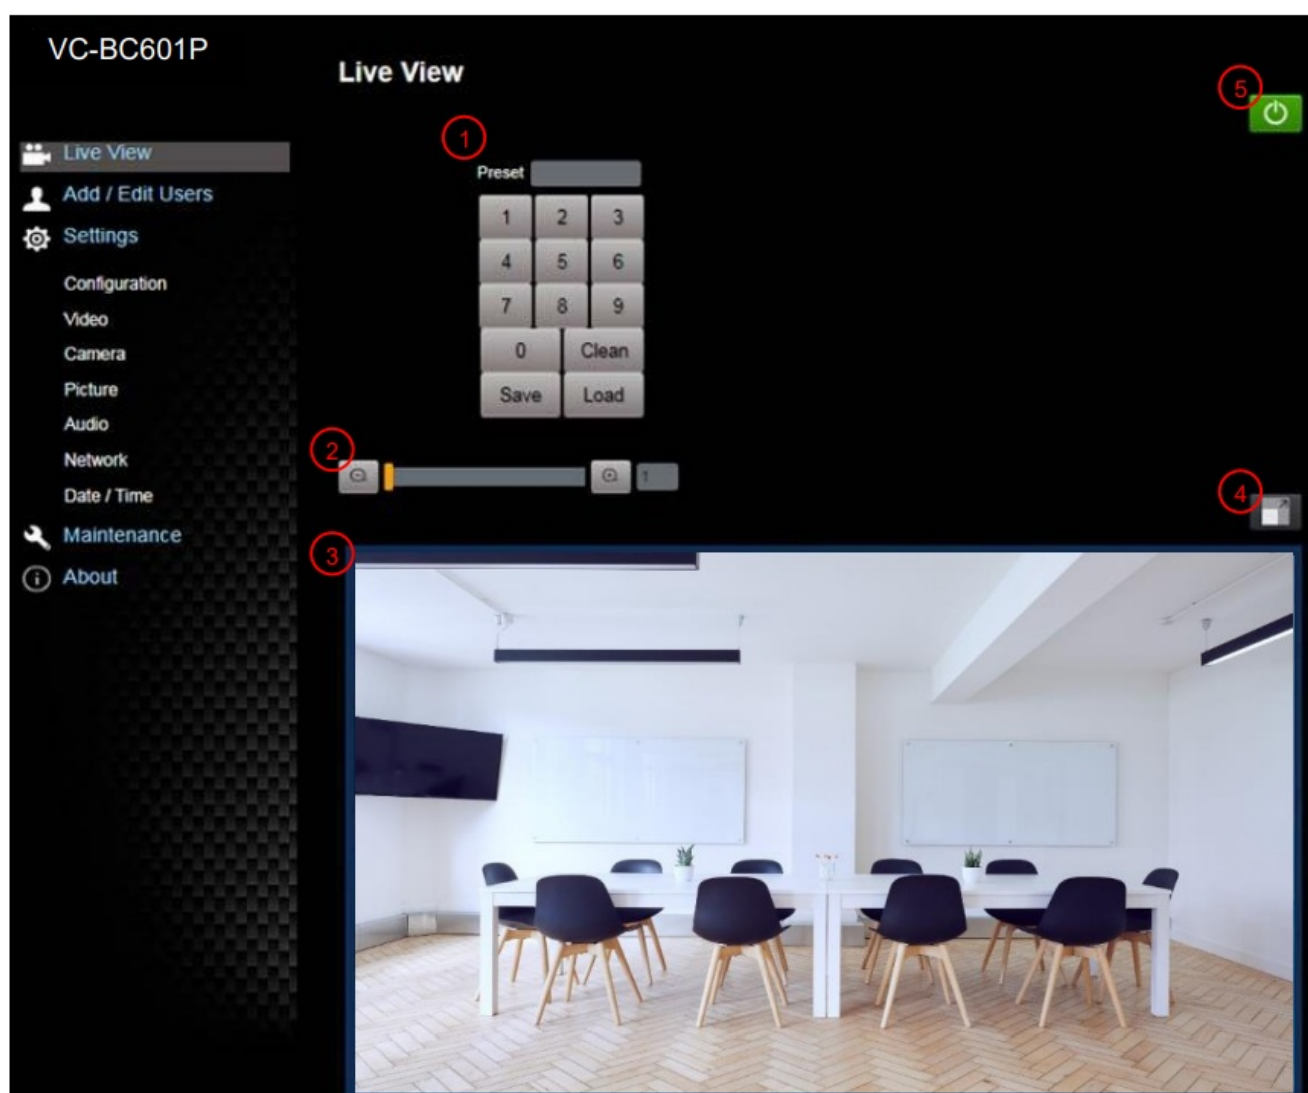 VC-BC601P
Live View
5
Live View
Add / Edit Users
Settings
Configuration
Video
Camera
Picture
Audio
Network
Date / Time
Maintenance
About
1
Preset
1 2 3
4 5 6
7 8 9
0 Clean
Save Load
2
1
4
3